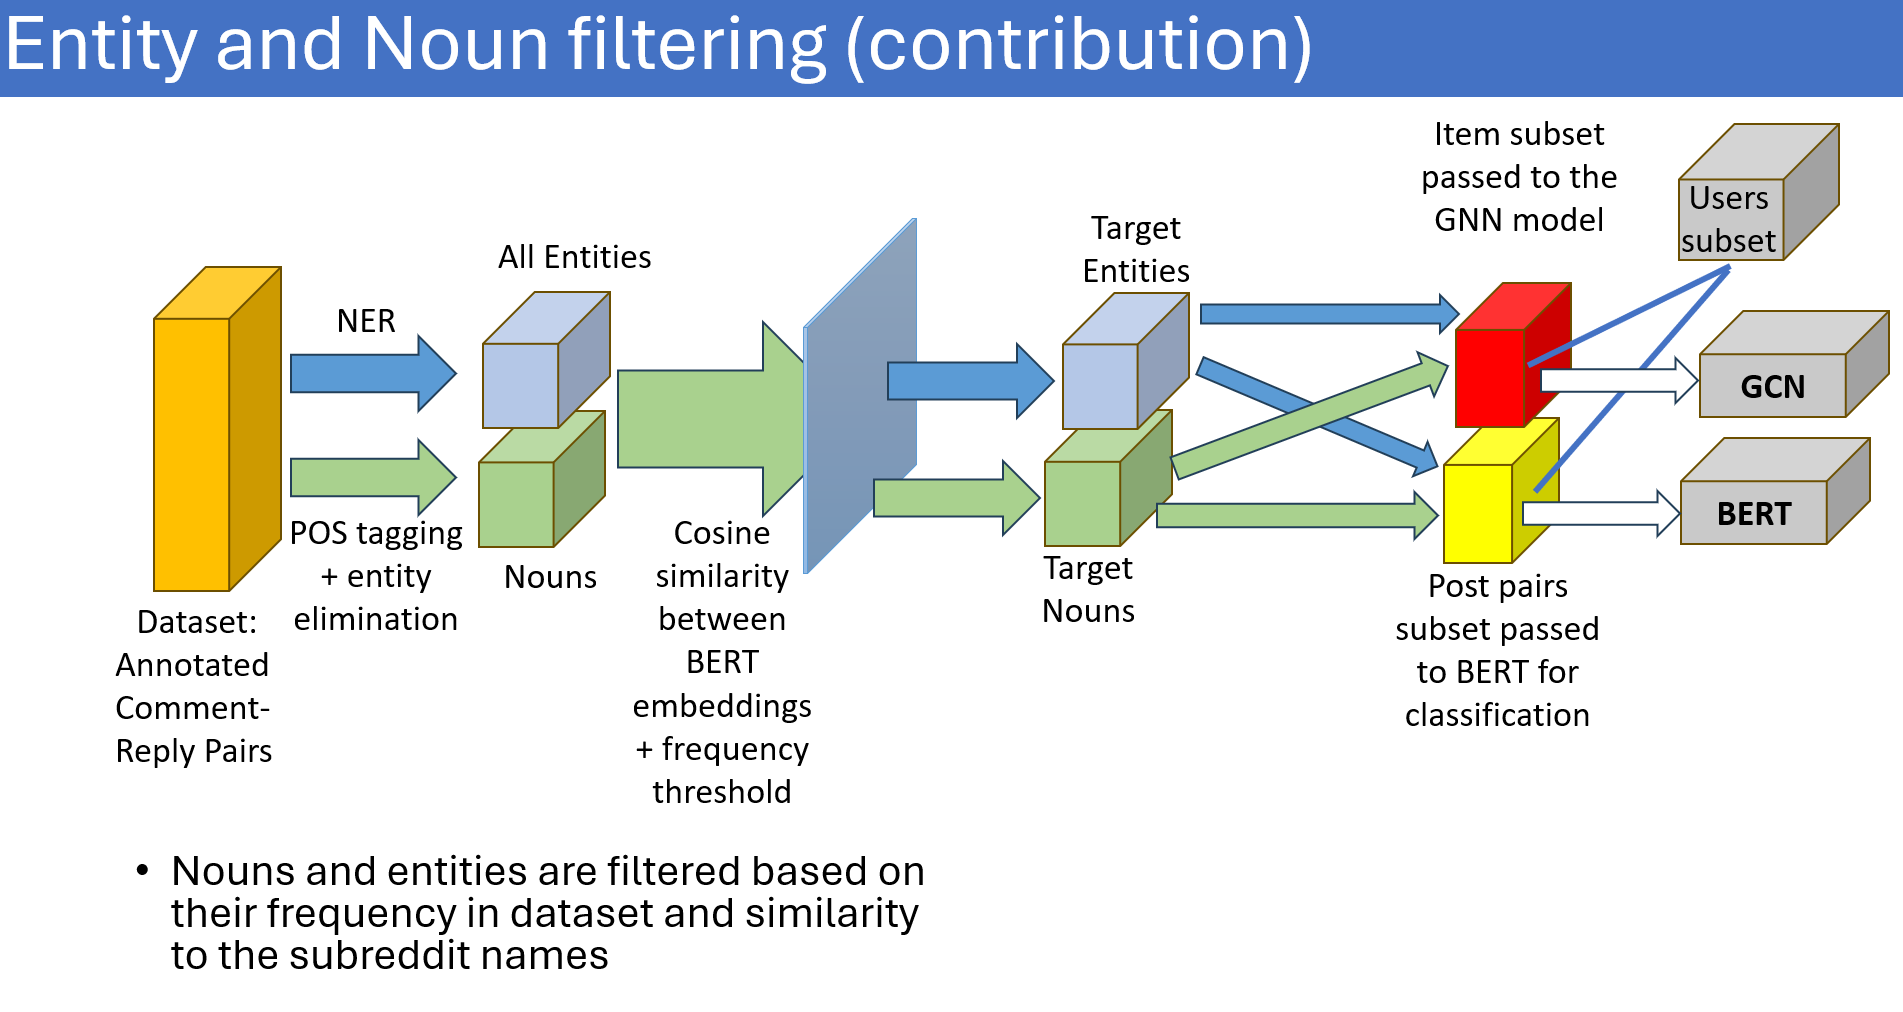 Entity and Noun filtering (contribution)
Item subset
passed to the
GNN model
Users
subset
Target
Entities
All Entities
NER
GCN
BERT
POS tagging
+ entity
elimination
Nouns
Cosine
similarity
between
BERT
embeddings
+ frequency
threshold
Target
Nouns
Post pairs
subset passed
to BERT for
classification
Dataset:
Annotated
Comment-
Reply Pairs
• Nouns and entities are filtered based on
their frequency in dataset and similarity
to the subreddit names